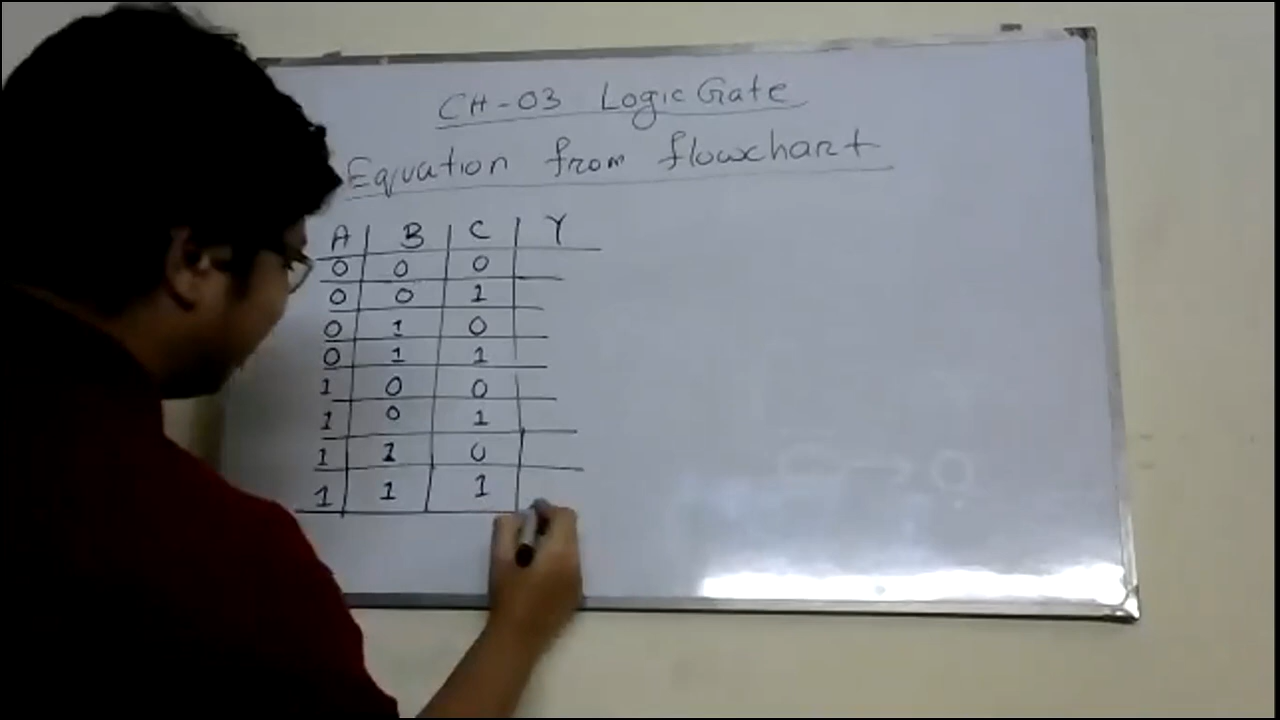 CH-03 Logic Gate
Equation from flowchart
A B C Y
0 0 0
0 0 1
0 1 0
0 1 1
1 0 0
1 0 1
1 1 0
1 1 1